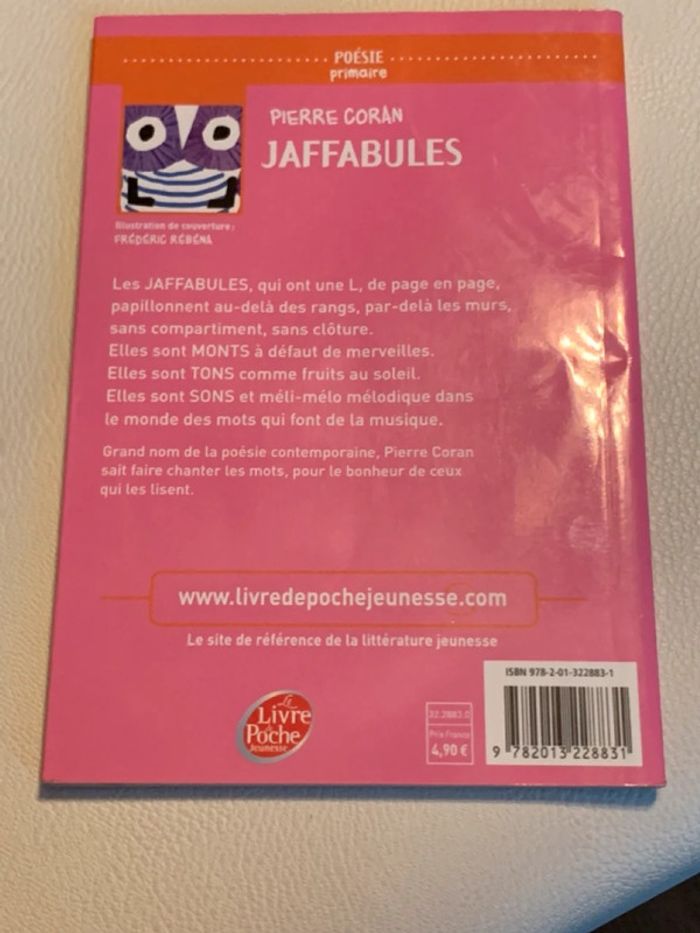 POÉSIE
primaire
PIERRE CORAN
JAFFABULES
Illustration de couverture :
FRÉDÉRIC RÉBÉNA
Les JAFFABULES, qui ont une L, de page en page,
papillonnent au-delà des rangs, par-delà les murs,
sans compartiment, sans clôture.
Elles sont MONTS à défaut de merveilles.
Elles sont TONS comme fruits au soleil.
Elles sont SONS et méli-mélo mélodique dans
le monde des mots qui font de la musique.
Grand nom de la poésie contemporaine, Pierre Coran
sait faire chanter les mots, pour le bonheur de ceux
qui les lisent.
www.livredepochejeunesse.com
Le site de référence de la littérature jeunesse
Le
Livre
de
Poche
Jeunesse
32.2883.0
Prix France
4,90 €
ISBN 978-2-01-322883-1
9 782013 228831